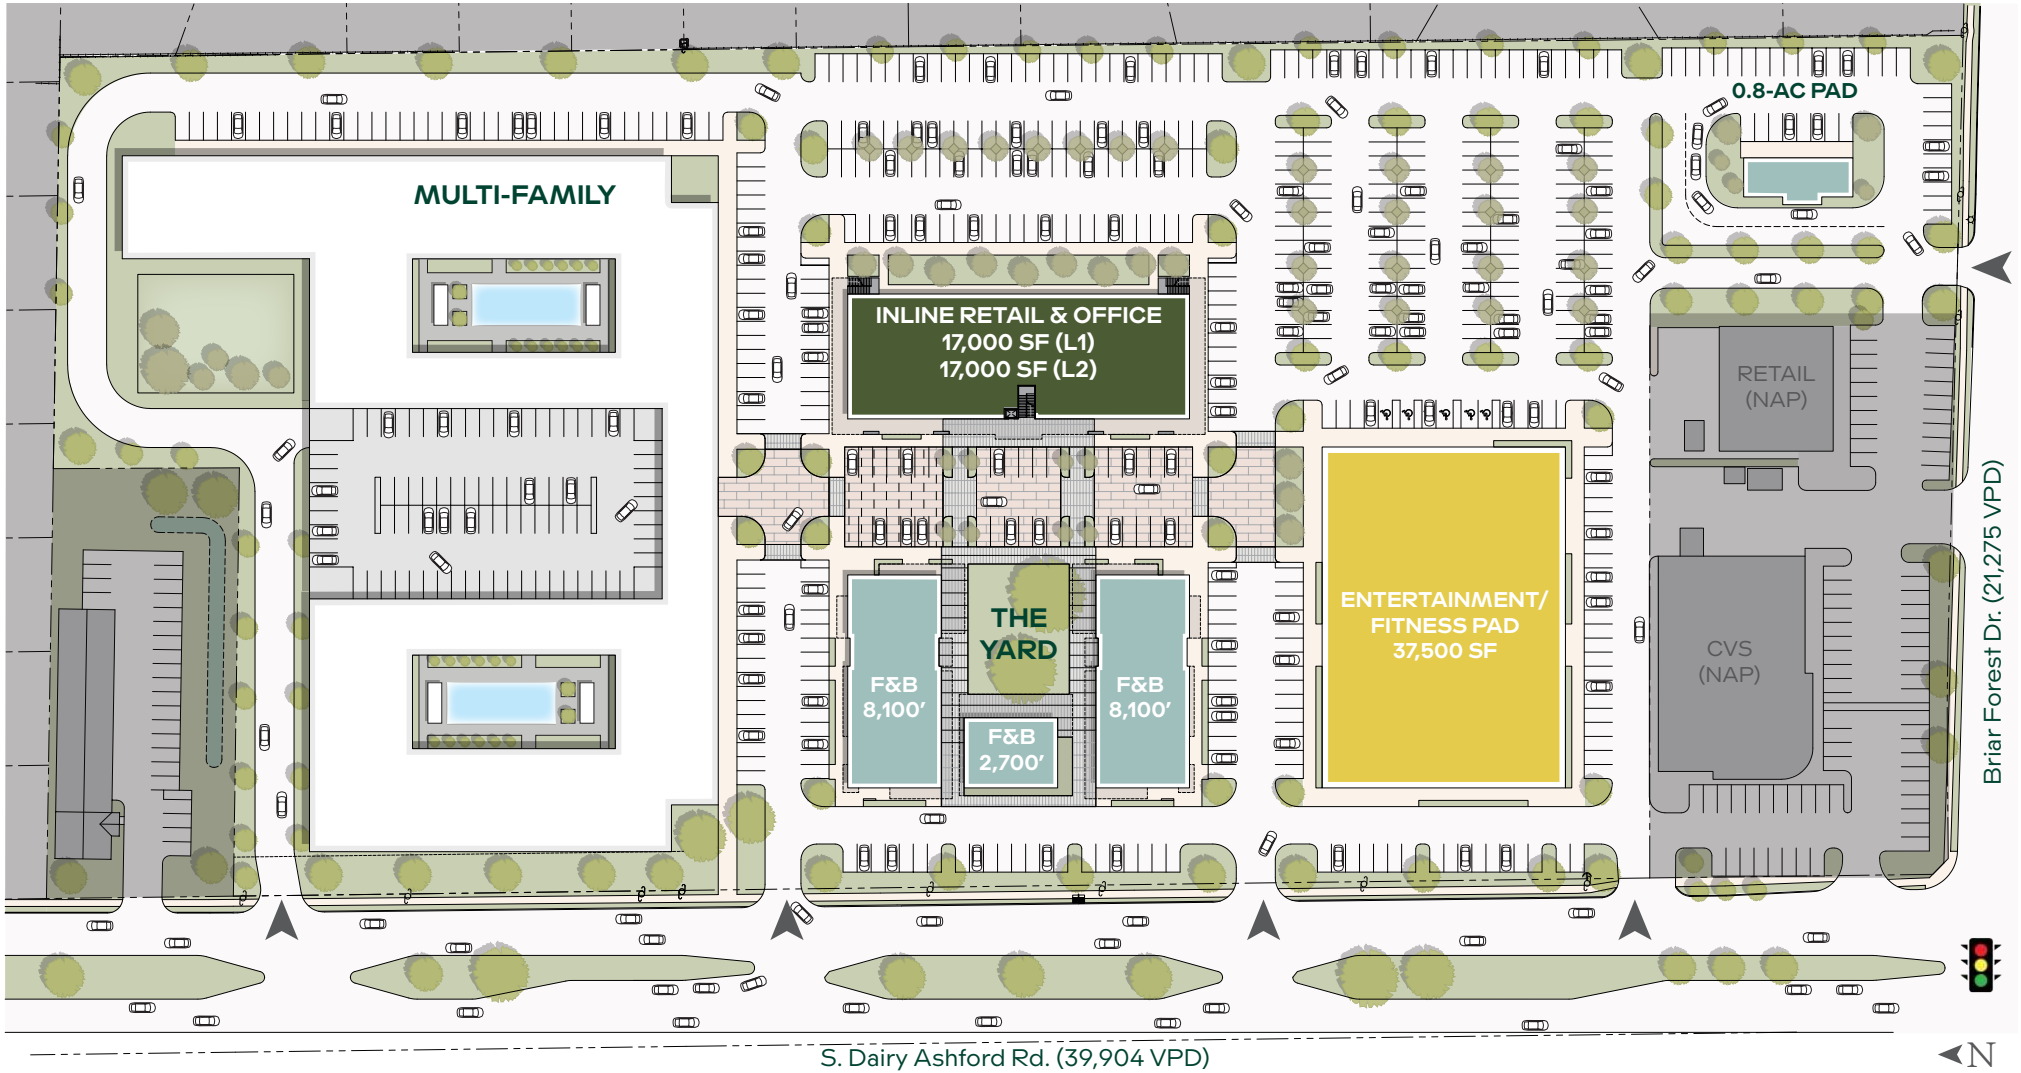 0.8-AC PAD
MULTI-FAMILY
INLINE RETAIL & OFFICE
17,000 SF (L1)
17,000 SF (L2)
RETAIL
(NAP)
ENTERTAINMENT/
FITNESS PAD
37,500 SF
THE
YARD
F&B
8,100’
F&B
8,100’
F&B
2,700’
CVS
(NAP)
Briar Forest Dr. (21,275 VPD)
S. Dairy Ashford Rd. (39,904 VPD)
N